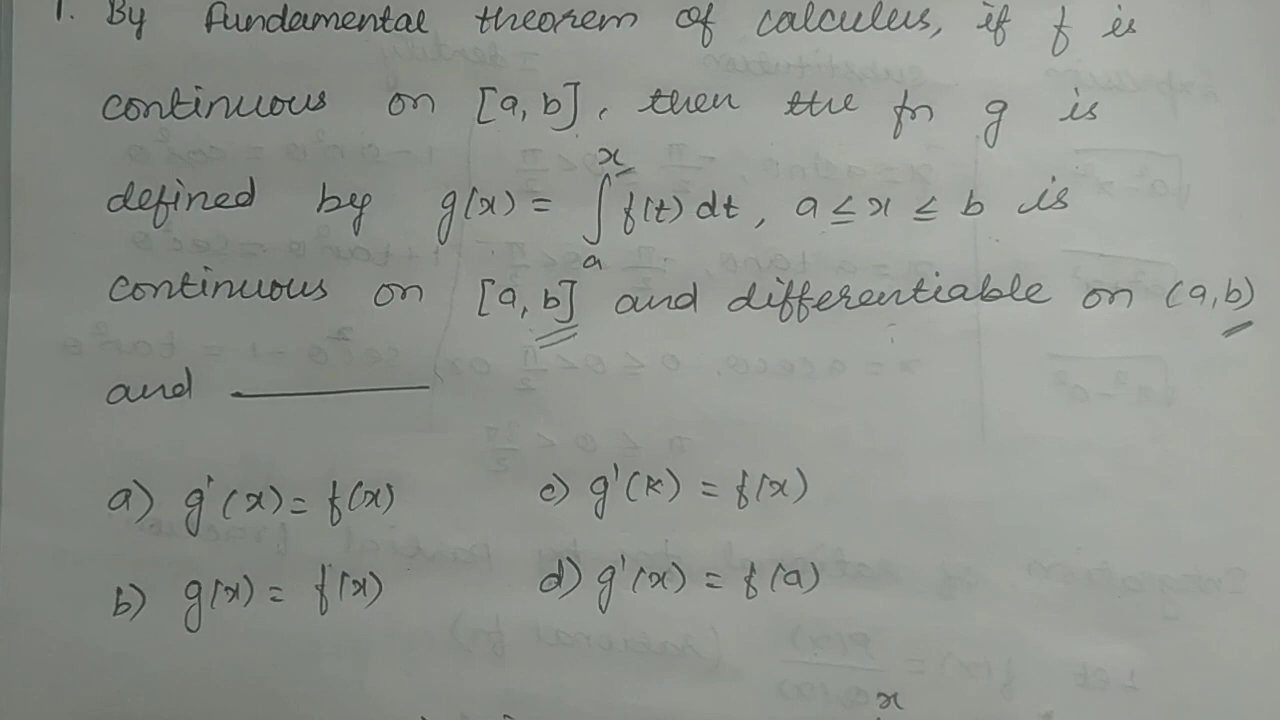 1. By fundamental theorem of calculus, if f is
continuous on [a, b], then the fn g is
defined by g(x) = ∫ₐˣ f(t) dt, a ≤ x ≤ b is
continuous on [a, b] and differentiable on (a, b)
and ________
a) g'(x) = f(x) c) g'(k) = f(x)
b) g(x) = f'(x) d) g'(x) = f(a)
x